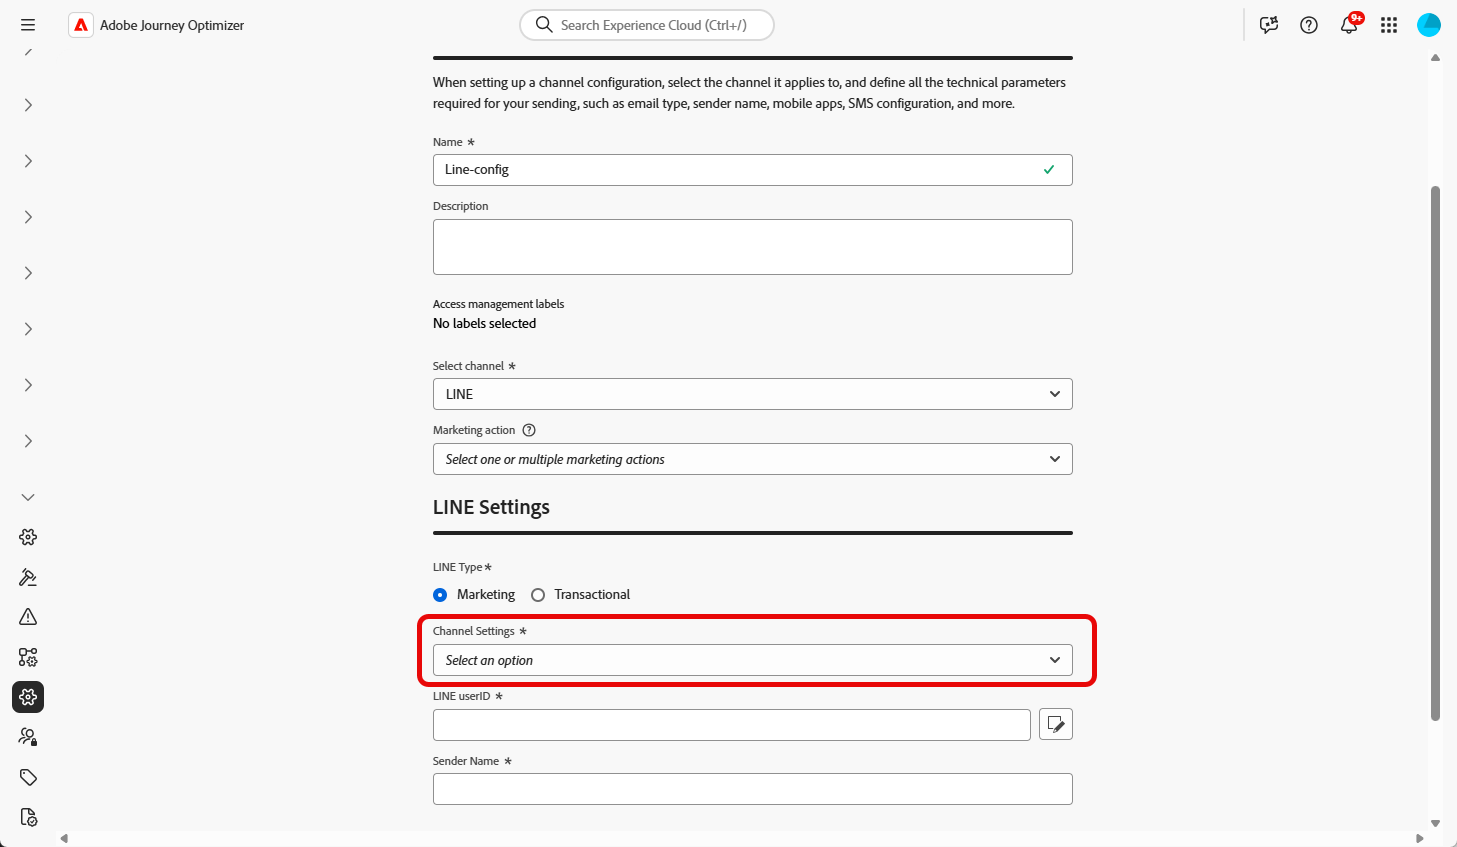 Adobe Journey Optimizer
Search Experience Cloud (Ctrl+/)
9+
When setting up a channel configuration, select the channel it applies to, and define all the technical parameters
required for your sending, such as email type, sender name, mobile apps, SMS configuration, and more.
Name *
Line-config
Description
Access management labels
No labels selected
Select channel *
LINE
Marketing action
Select one or multiple marketing actions
LINE Settings
LINE Type *
Marketing Transactional
Channel Settings *
Select an option
LINE userID *
Sender Name *